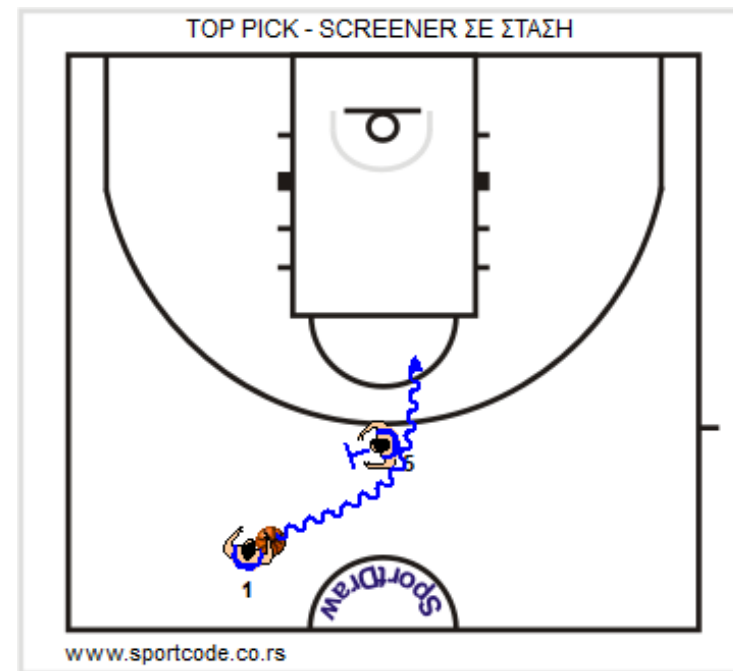 TOP PICK - SCREENER ΣΕ ΣΤΑΣΗ
5
1
SportDraw
www.sportcode.co.rs